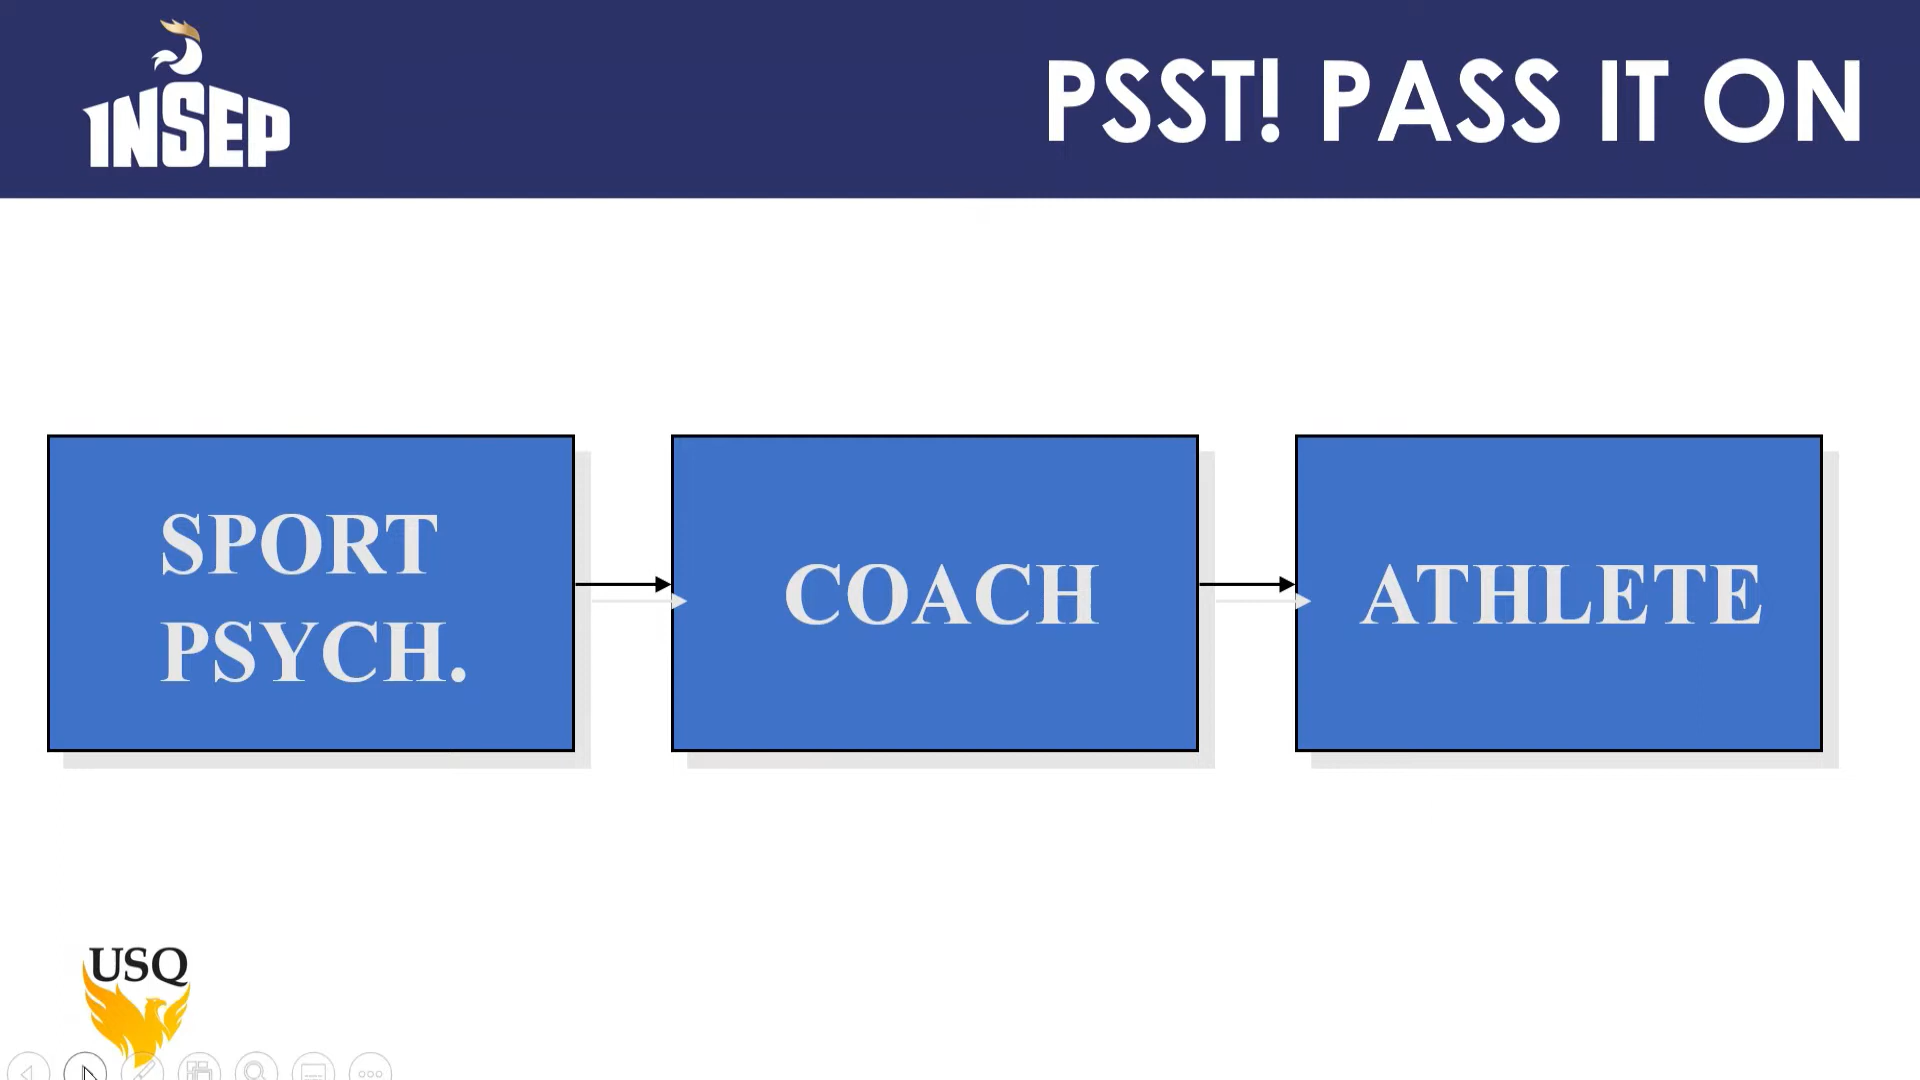 INSEP
PSST! PASS IT ON
SPORT
PSYCH.
COACH
ATHLETE
USQ